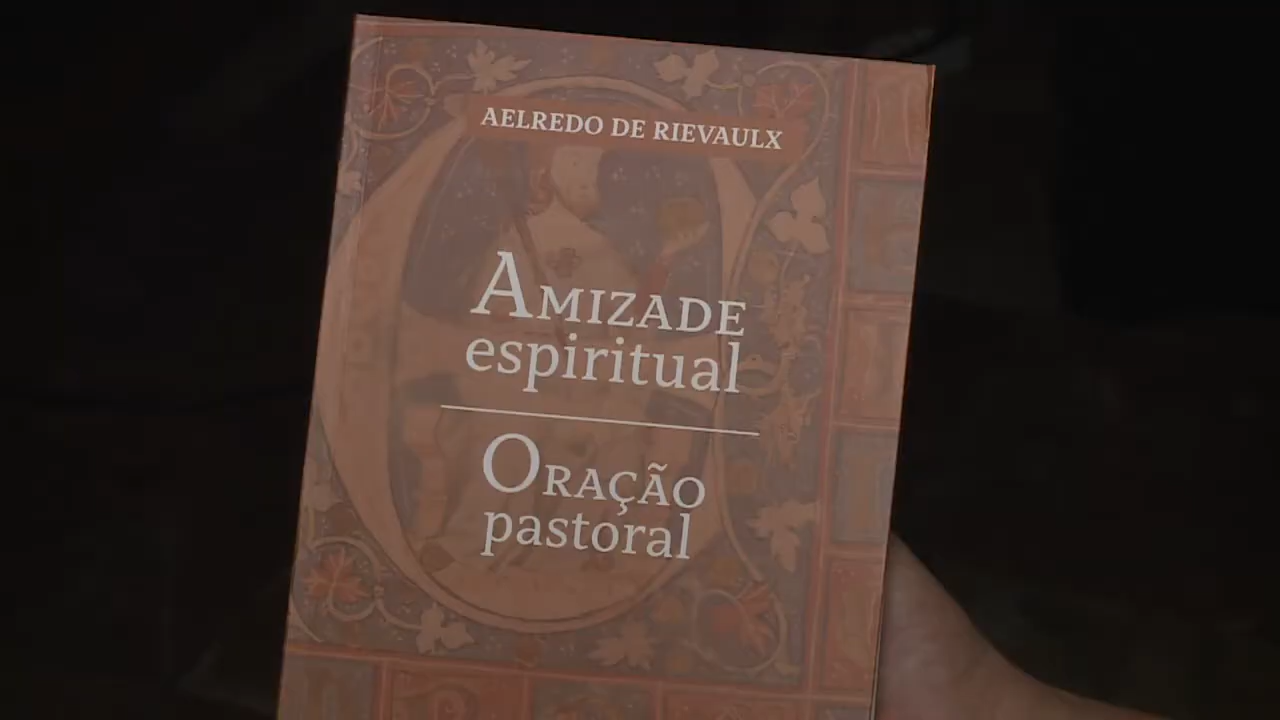 AELREDO DE RIEVAULX
AMIZADE
espiritual
ORAÇÃO
pastoral